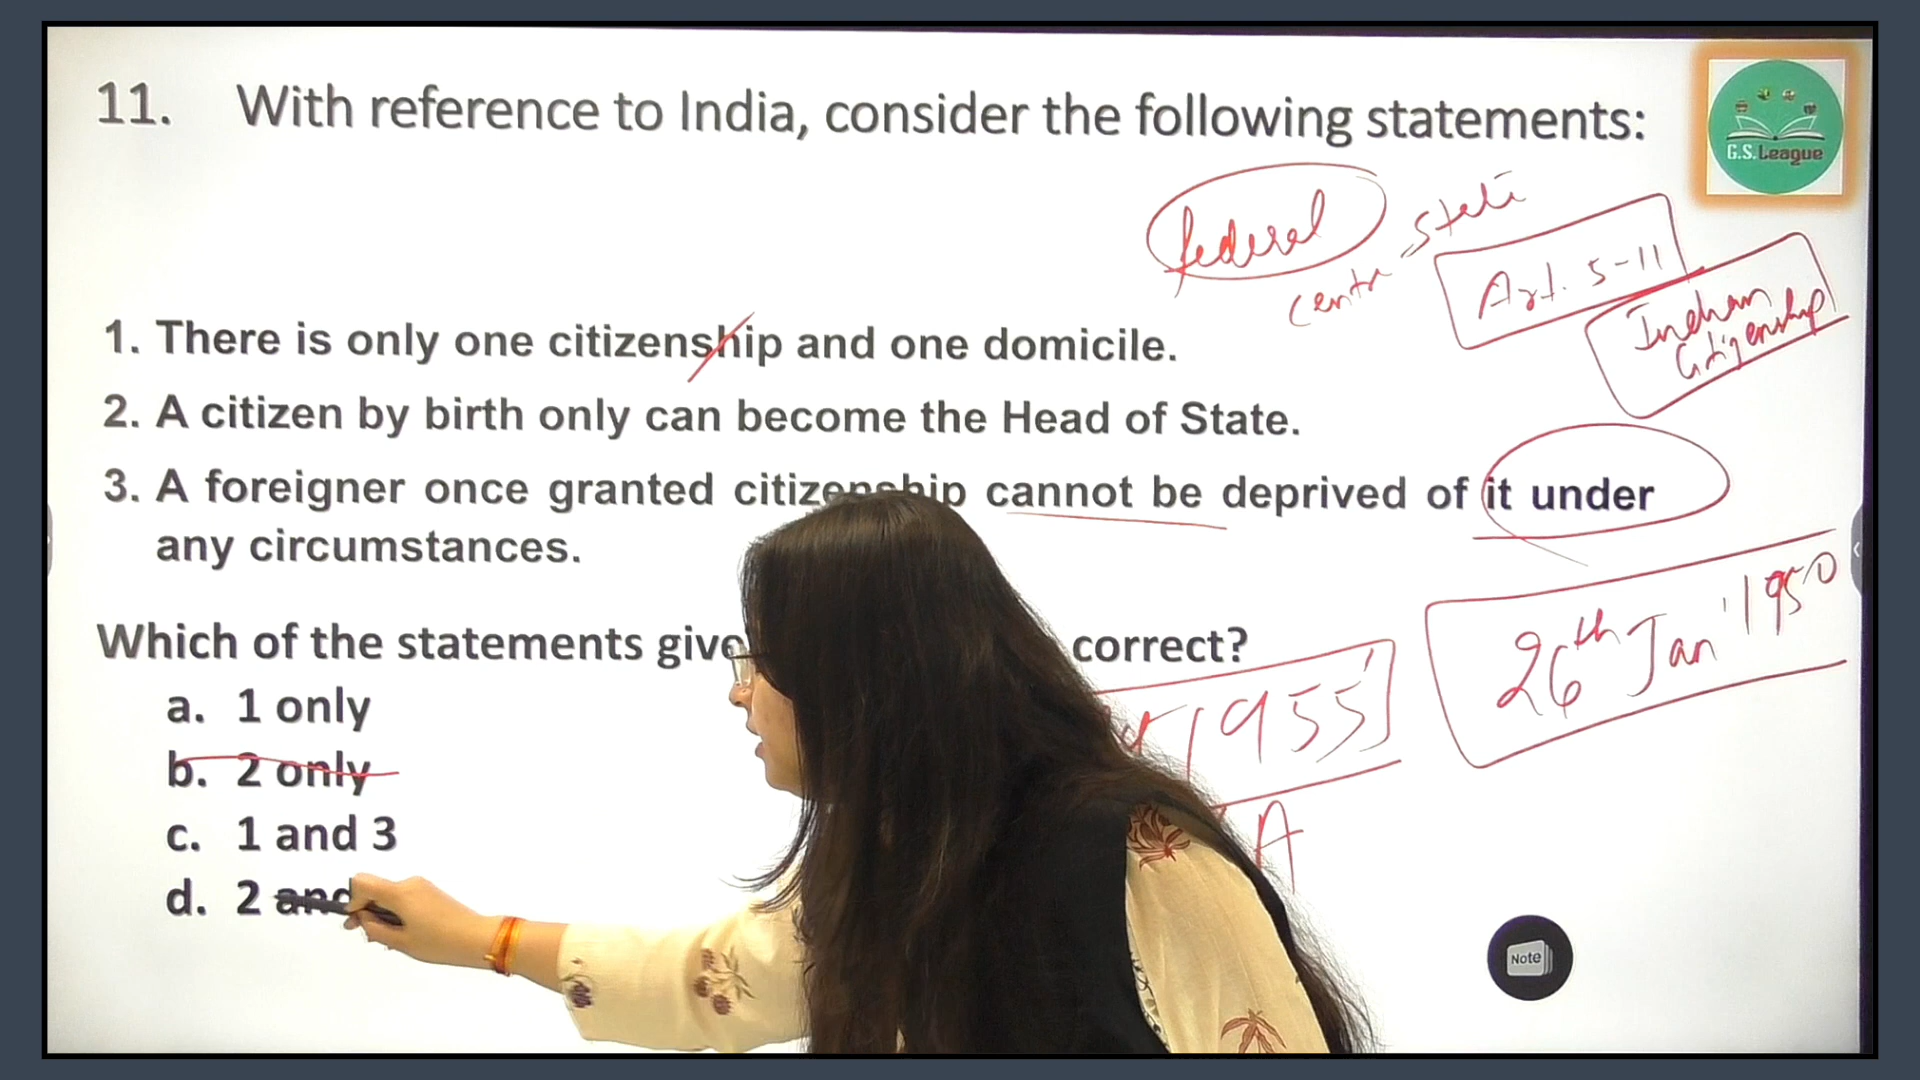 11. With reference to India, consider the following statements:
G.S.League
federal
centre state
Art. 5-11
Indian
Citizenship
1. There is only one citizenship and one domicile.
2. A citizen by birth only can become the Head of State.
3. A foreigner once granted citizenship cannot be deprived of it under
any circumstances.
26th Jan' 1950
Which of the statements give correct?
1955
A
a. 1 only
b. 2 only
c. 1 and 3
d. 2 and
Note